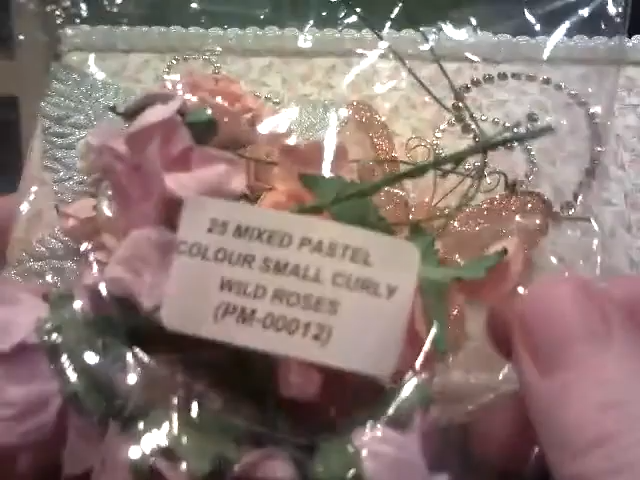 25 MIXED PASTEL
COLOUR SMALL CURLY
WILD ROSES
(PM-00012)